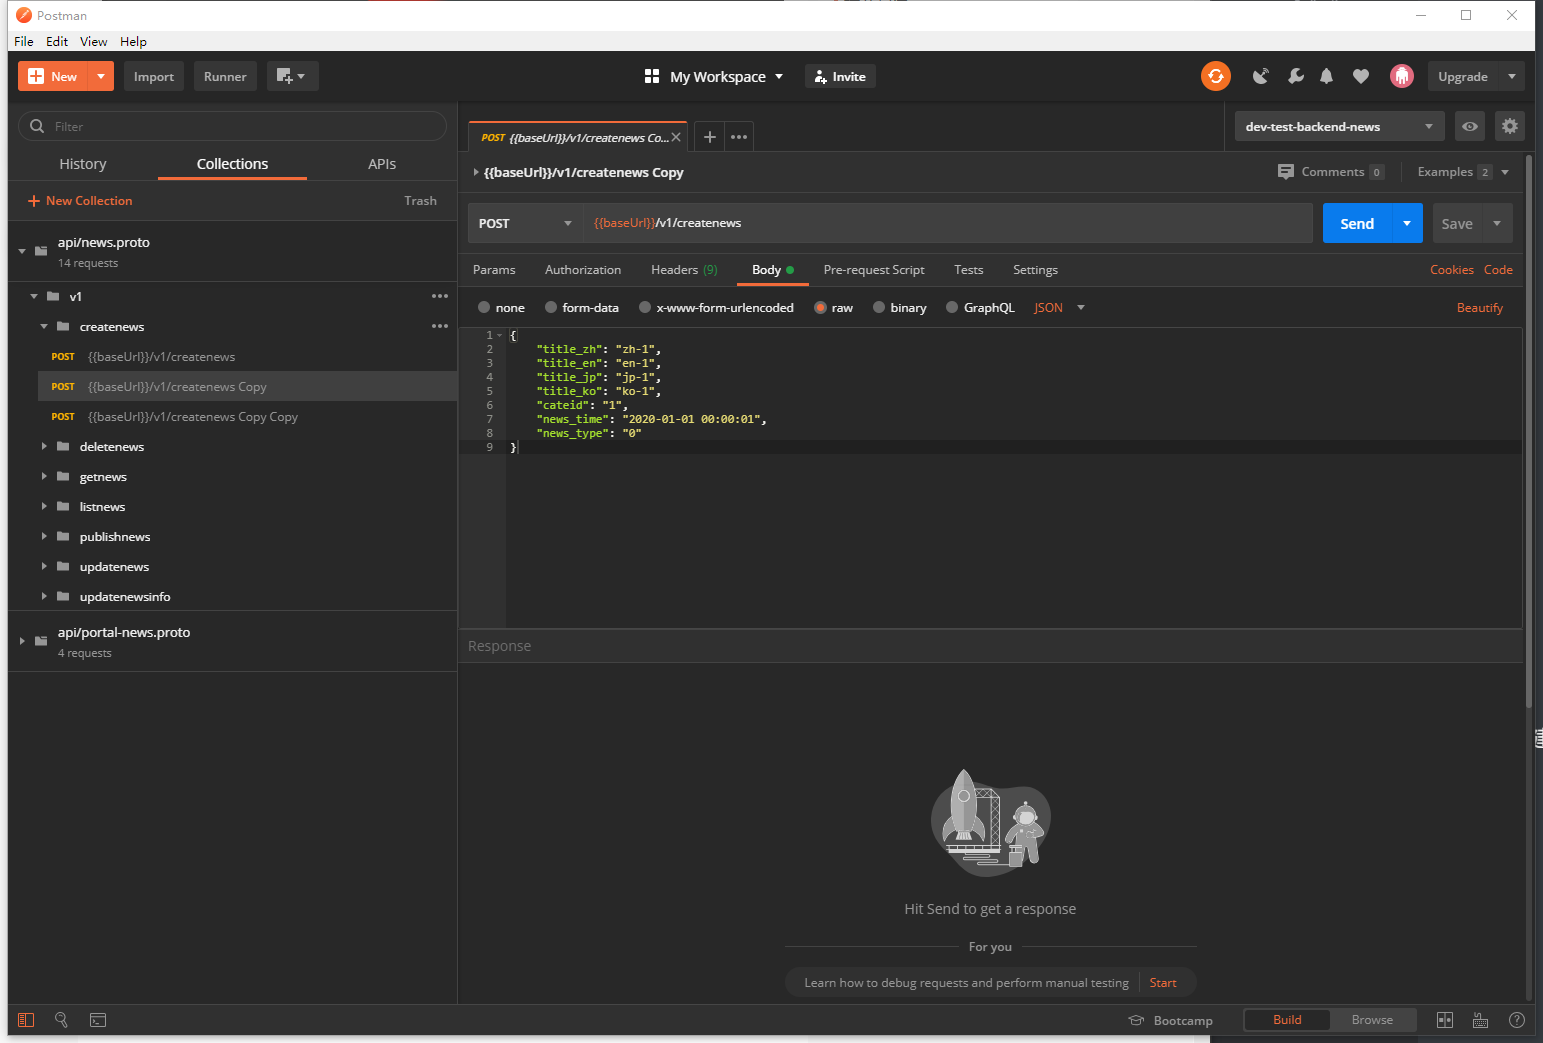 Postman
File Edit View Help
New Import Runner My Workspace Invite Upgrade
Filter
History Collections APIs
New Collection Trash
api/news.proto
14 requests
v1
createnews
POST {{baseUrl}}/v1/createnews
POST {{baseUrl}}/v1/createnews Copy
POST {{baseUrl}}/v1/createnews Copy Copy
deletenews
getnews
listnews
publishnews
updatenews
updatenewsinfo
api/portal-news.proto
4 requests
POST {{baseUrl}}/v1/createnews Co...
dev-test-backend-news
{{baseUrl}}/v1/createnews Copy Comments 0 Examples 2
POST {{baseUrl}}/v1/createnews Send Save
Params Authorization Headers (9) Body Pre-request Script Tests Settings Cookies Code
none form-data x-www-form-urlencoded raw binary GraphQL JSON Beautify
1 {
2 "title_zh": "zh-1",
3 "title_en": "en-1",
4 "title_jp": "jp-1",
5 "title_ko": "ko-1",
6 "cateid": "1",
7 "news_time": "2020-01-01 00:00:01",
8 "news_type": "0"
9 }
Response
Hit Send to get a response
For you
Learn how to debug requests and perform manual testing Start
Bootcamp Build Browse